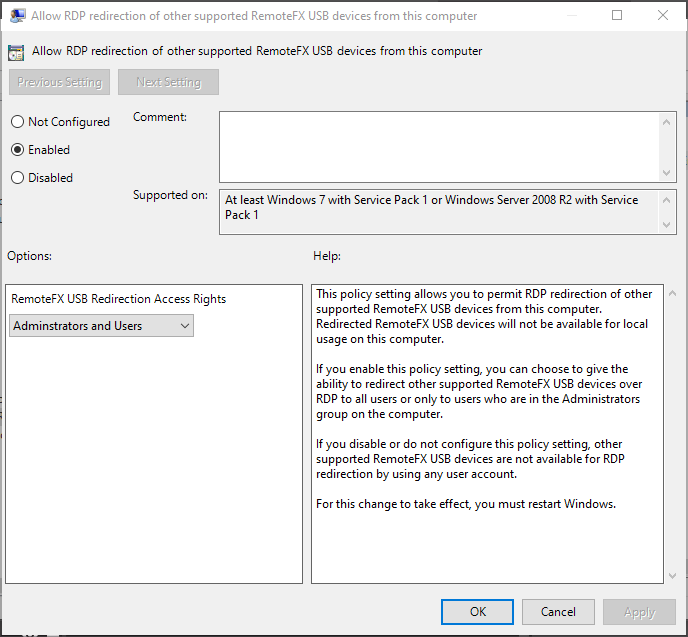 Allow RDP redirection of other supported RemoteFX USB devices from this computer
Allow RDP redirection of other supported RemoteFX USB devices from this computer
Previous Setting
Next Setting
Not Configured
Enabled
Disabled
Comment:
Supported on:
At least Windows 7 with Service Pack 1 or Windows Server 2008 R2 with Service
Pack 1
Options:
Help:
RemoteFX USB Redirection Access Rights
Adminstrators and Users
This policy setting allows you to permit RDP redirection of other
supported RemoteFX USB devices from this computer.
Redirected RemoteFX USB devices will not be available for local
usage on this computer.
If you enable this policy setting, you can choose to give the
ability to redirect other supported RemoteFX USB devices over
RDP to all users or only to users who are in the Administrators
group on the computer.
If you disable or do not configure this policy setting, other
supported RemoteFX USB devices are not available for RDP
redirection by using any user account.
For this change to take effect, you must restart Windows.
OK
Cancel
Apply